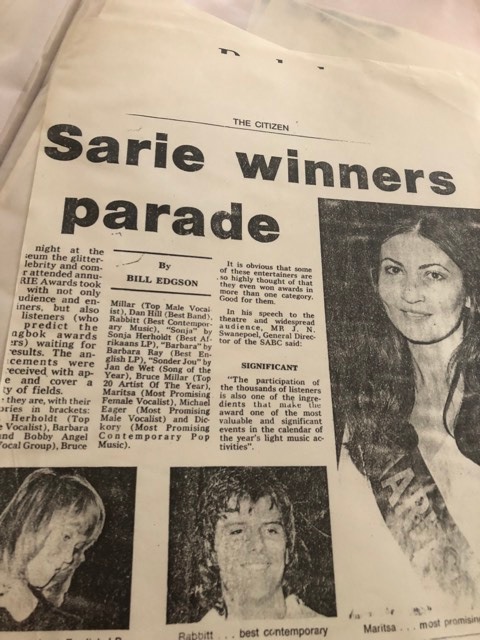 THE CITIZEN
Sarie winners
parade
night at the
eum the glitter-
lebrity and com-
r attended annu-
RIE Awards took
with not only
udience and en-
iners, but also
listeners (who
predict the
agbok awards
rs) waiting for
results. The an-
cements were
received with ap-
e and cover a
ty of fields.
they are, with their
ories in brackets:
Herholdt (Top
e Vocalist), Barbara
and Bobby Angel
Vocal Group), Bruce
By
BILL EDGSON
Millar (Top Male Vocal-
ist), Dan Hill (Best Band),
Rabbitt (Best Contempor-
ary Music), "Sonja" by
Sonja Herholdt (Best Af-
rikaans LP), "Barbara" by
Barbara Ray (Best En-
glish LP), "Sonder Jou" by
Jan de Wet (Song of the
Year), Bruce Millar (Top
20 Artist Of The Year),
Maritsa (Most Promising
Female Vocalist), Michael
Eager (Most Promising
Male Vocalist) and Dic-
kory (Most Promising
Contemporary Pop
Music).
It is obvious that some
of these entertainers are
so highly thought of that
they even won awards in
more than one category.
Good for them.
In his speech to the
theatre and widespread
audience, MR J. N.
Swanepoel, General Direc-
tor of the SABC said:
SIGNIFICANT
"The participation of
the thousands of listeners
is also one of the ingre-
dients that make the
award one of the most
valuable and significant
events in the calendar of
the year's light music ac-
tivities".
Rabbitt . . . best contemporary
Maritsa . . . most promising